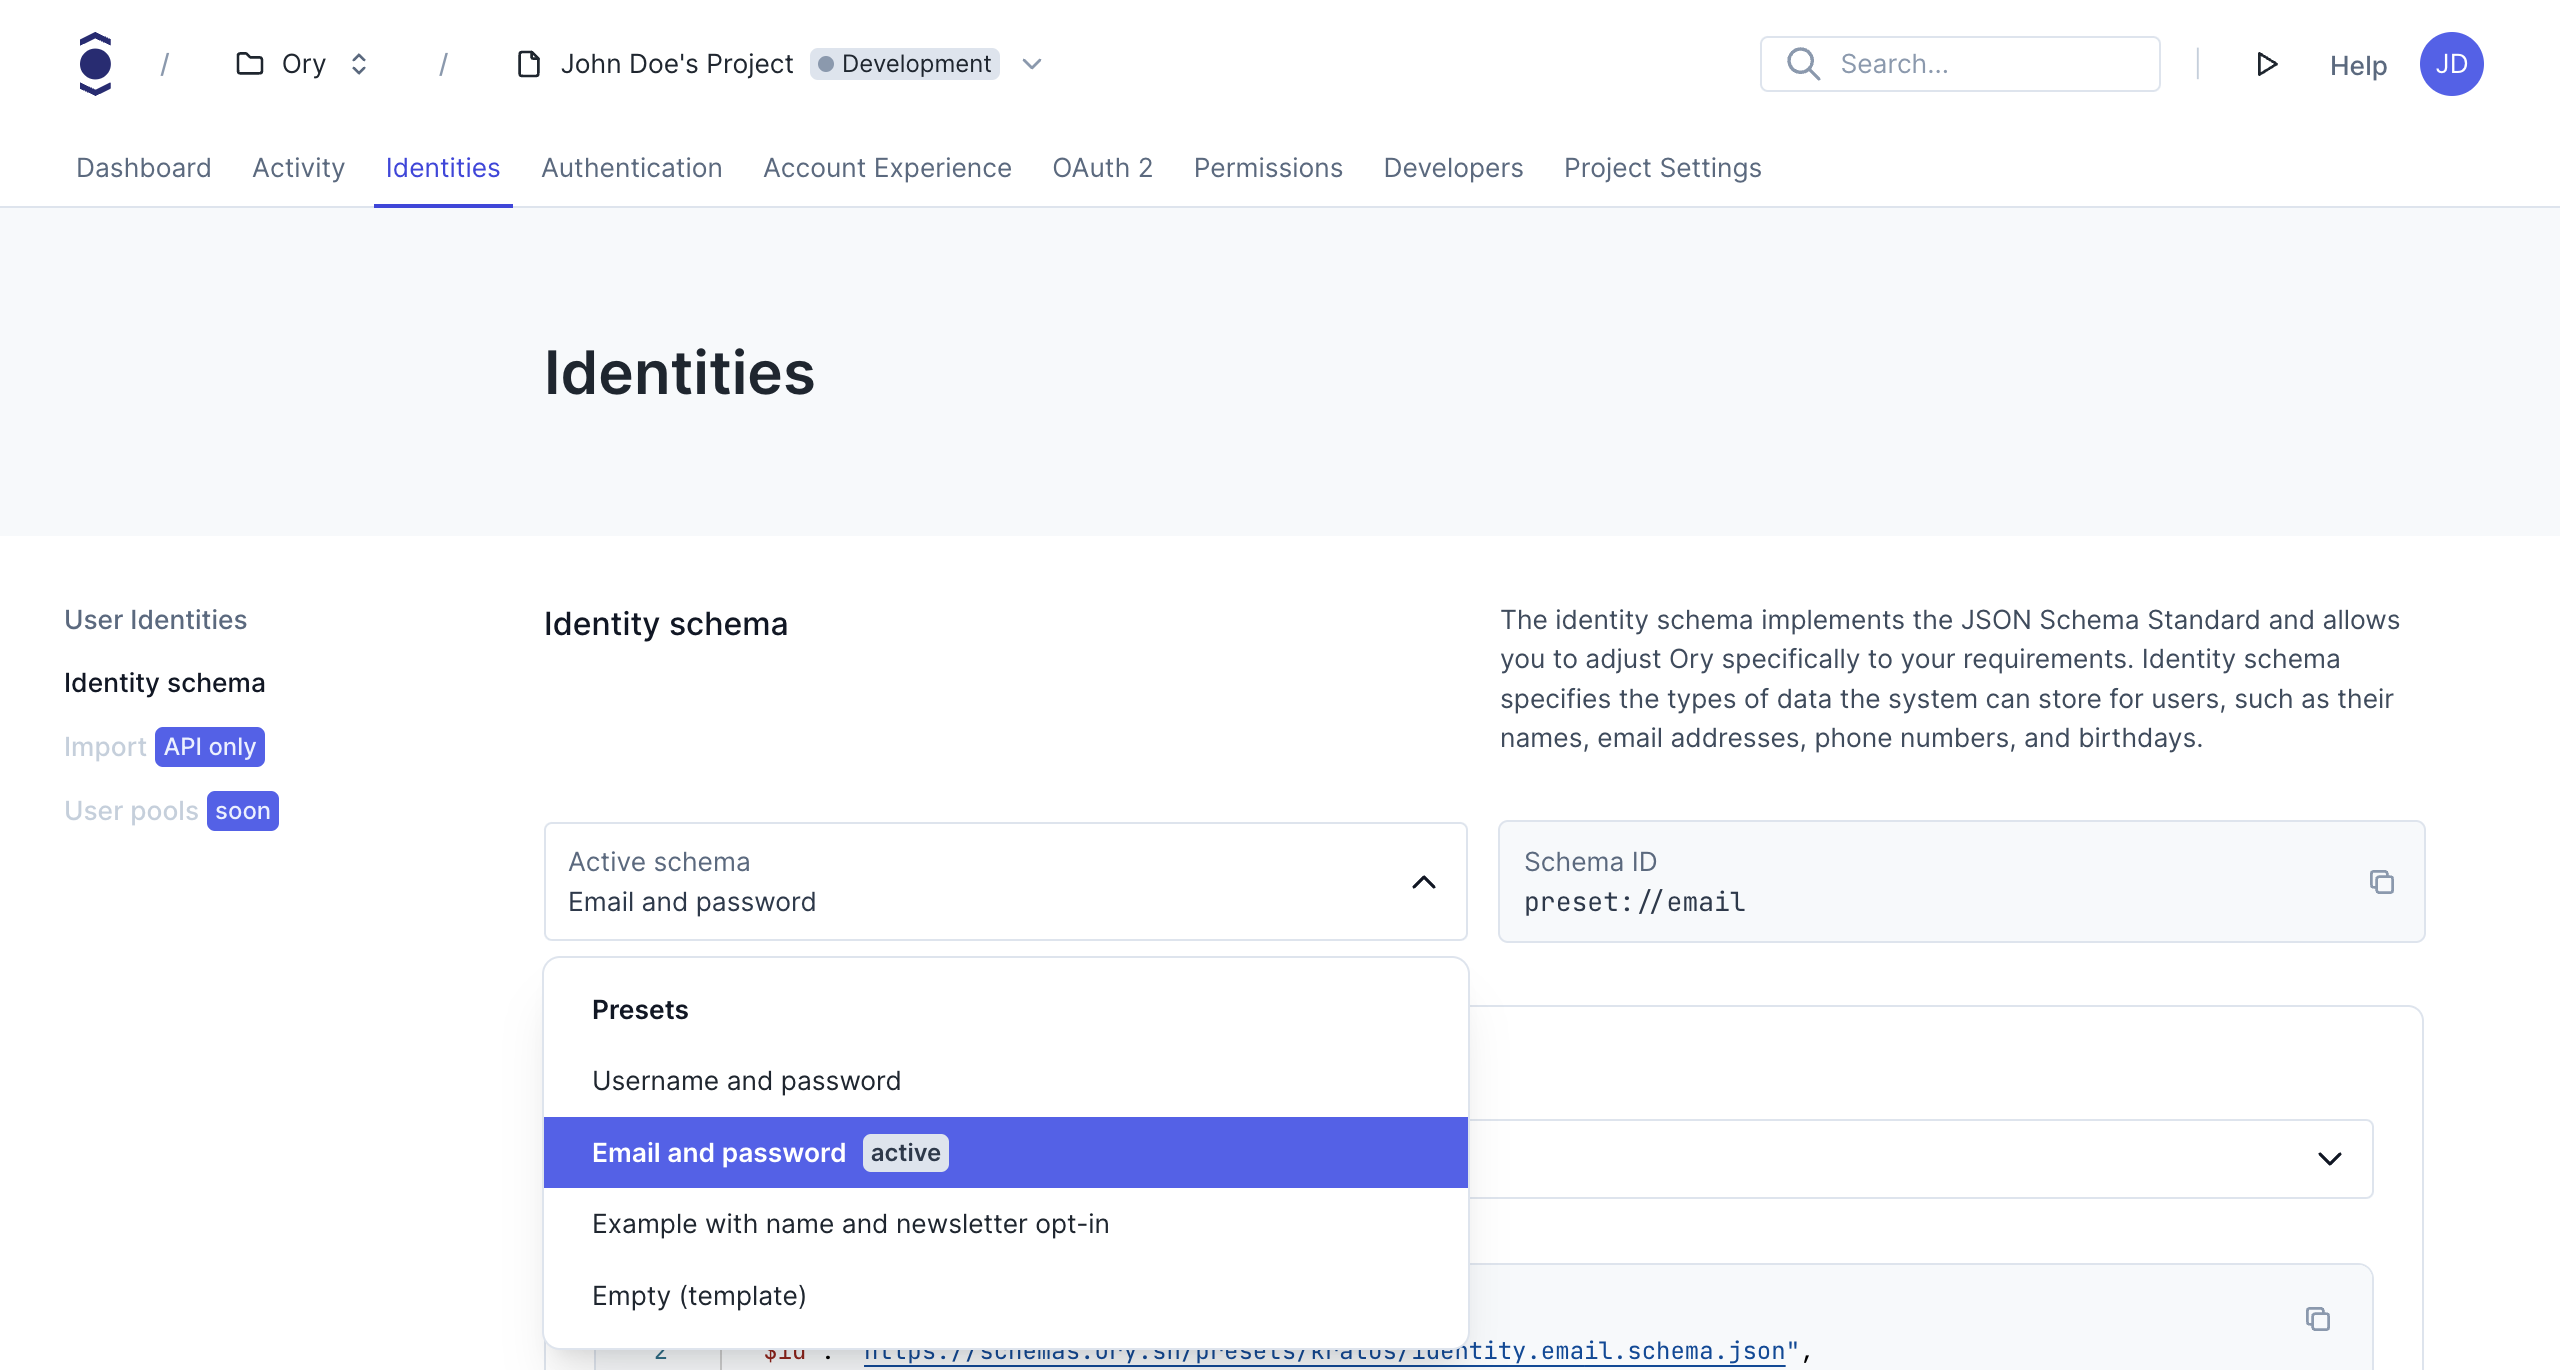 / Ory / John Doe's Project Development Search... Help JD
Dashboard Activity Identities Authentication Account Experience OAuth 2 Permissions Developers Project Settings
Identities
User Identities
Identity schema
Import API only
User pools soon
Identity schema
The identity schema implements the JSON Schema Standard and allows
you to adjust Ory specifically to your requirements. Identity schema
specifies the types of data the system can store for users, such as their
names, email addresses, phone numbers, and birthdays.
Active schema
Email and password
Schema ID
preset://email
Presets
Username and password
Email and password active
Example with name and newsletter opt-in
Empty (template)
2 $id : https://schemas.ory.sh/presets/kratos/identity.email.schema.json",